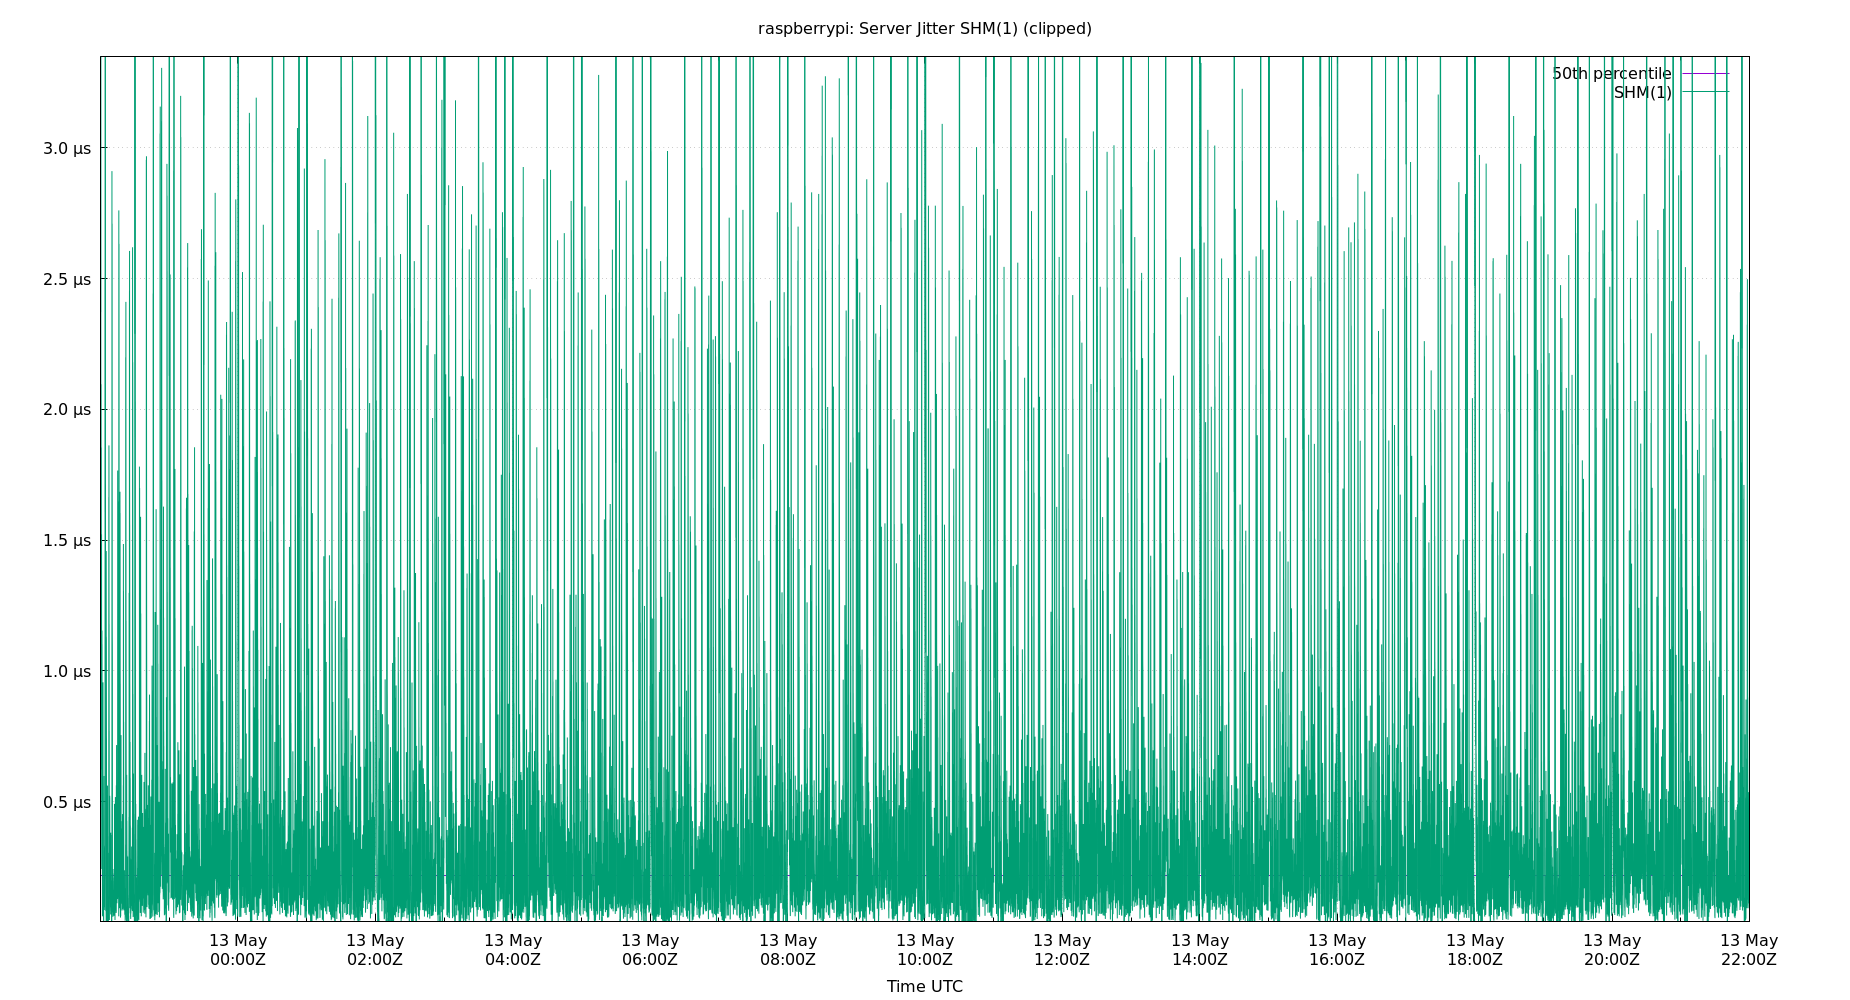 raspberrypi: Server Jitter SHM(1) (clipped)
50th percentile
SHM(1)
3.0 µs
2.5 µs
2.0 µs
1.5 µs
1.0 µs
0.5 µs
13 May 13 May 13 May 13 May 13 May 13 May 13 May 13 May 13 May 13 May 13 May 13 May
00:00Z 02:00Z 04:00Z 06:00Z 08:00Z 10:00Z 12:00Z 14:00Z 16:00Z 18:00Z 20:00Z 22:00Z
Time UTC